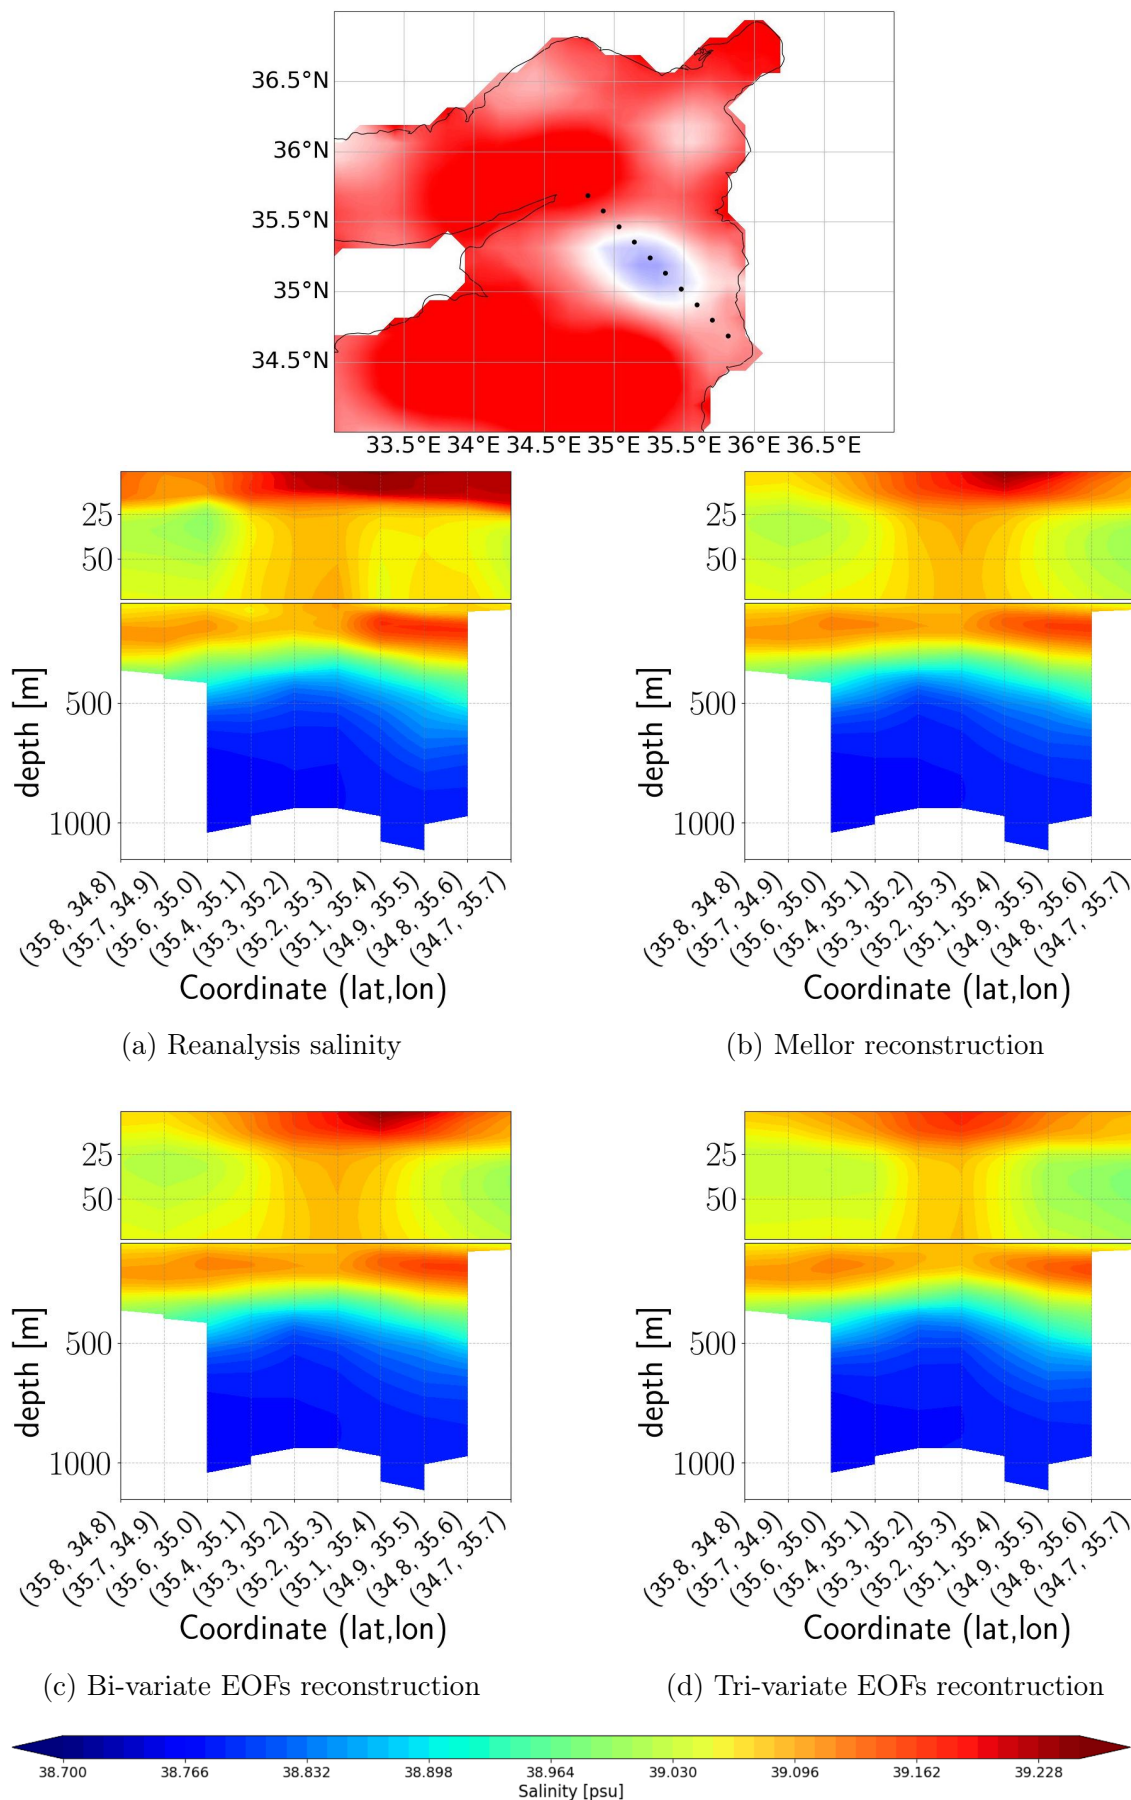 36.5°N
36°N
35.5°N
35°N
34.5°N
33.5°E 34°E 34.5°E 35°E 35.5°E 36°E 36.5°E
25
50
depth [m]
500
1000
(35.8, 34.8)
(35.7, 34.9)
(35.6, 35.0)
(35.4, 35.1)
(35.3, 35.2)
(35.2, 35.3)
(35.1, 35.4)
(34.9, 35.5)
(34.8, 35.6)
(34.7, 35.7)
Coordinate (lat,lon)
(a) Reanalysis salinity
25
50
depth [m]
500
1000
(35.8, 34.8)
(35.7, 34.9)
(35.6, 35.0)
(35.4, 35.1)
(35.3, 35.2)
(35.2, 35.3)
(35.1, 35.4)
(34.9, 35.5)
(34.8, 35.6)
(34.7, 35.7)
Coordinate (lat,lon)
(b) Mellor reconstruction
25
50
depth [m]
500
1000
(35.8, 34.8)
(35.7, 34.9)
(35.6, 35.0)
(35.4, 35.1)
(35.3, 35.2)
(35.2, 35.3)
(35.1, 35.4)
(34.9, 35.5)
(34.8, 35.6)
(34.7, 35.7)
Coordinate (lat,lon)
(c) Bi-variate EOFs reconstruction
25
50
depth [m]
500
1000
(35.8, 34.8)
(35.7, 34.9)
(35.6, 35.0)
(35.4, 35.1)
(35.3, 35.2)
(35.2, 35.3)
(35.1, 35.4)
(34.9, 35.5)
(34.8, 35.6)
(34.7, 35.7)
Coordinate (lat,lon)
(d) Tri-variate EOFs recontruction
38.700 38.766 38.832 38.898 38.964 39.030 39.096 39.162 39.228
Salinity [psu]